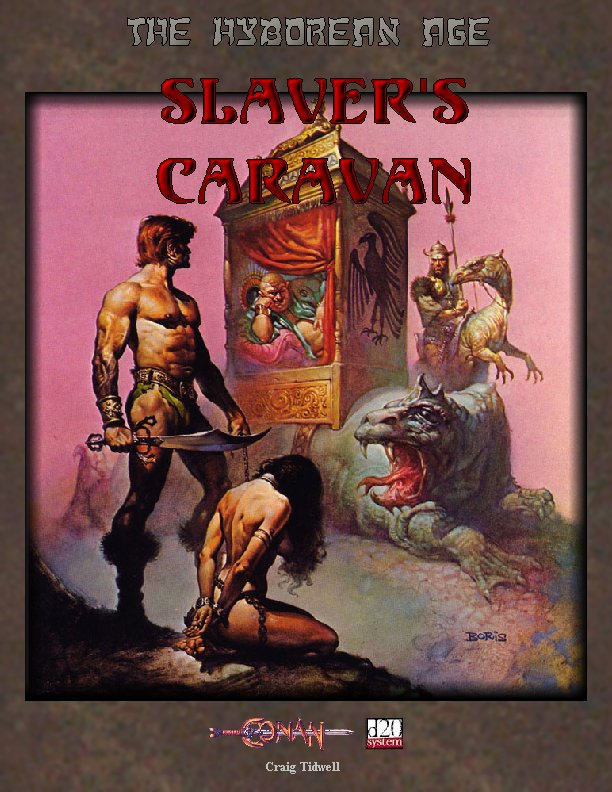 THE HYBOREAN AGE
SLAVER'S
CARAVAN
BORIS
CONAN
d20
system
Craig Tidwell